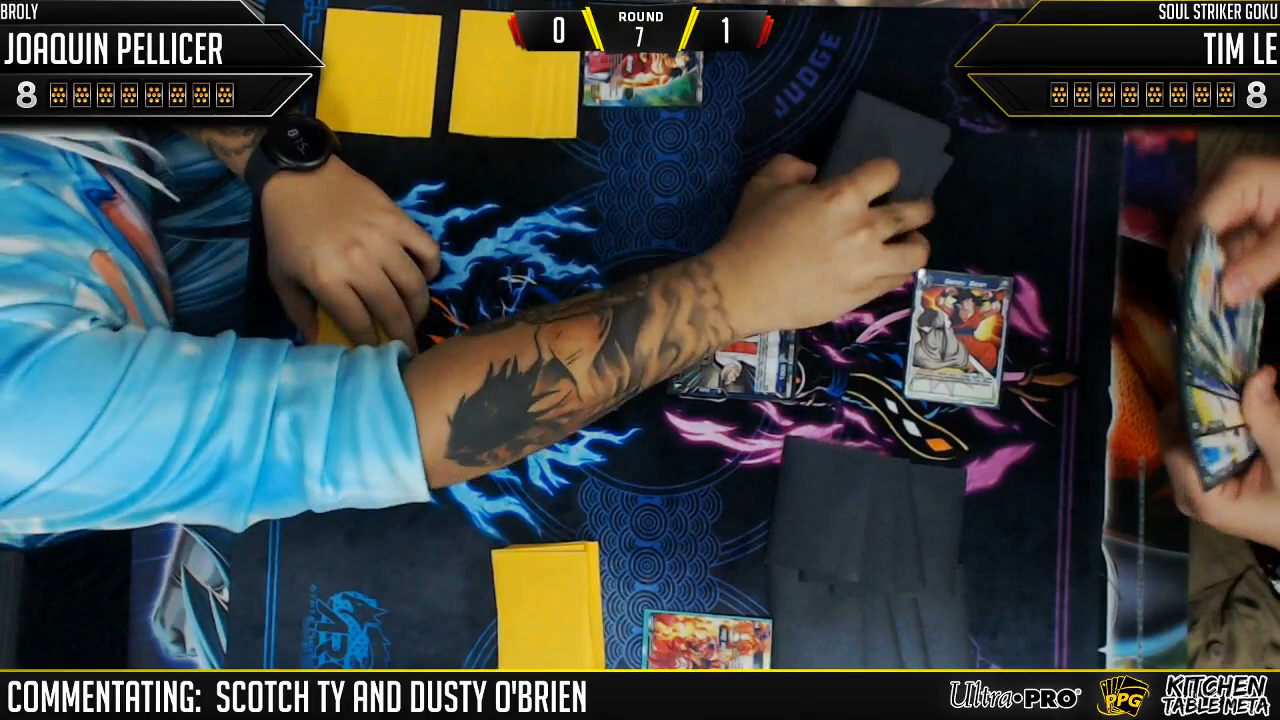 BROLY
JOAQUIN PELLICER
8
0
ROUND
7
1
SOUL STRIKER GOKU
TIM LE
8
JUDGE
COMMENTATING: SCOTCH TY AND DUSTY O'BRIEN
Ultra•PRO®
PPG
KITCHEN
TABLE META